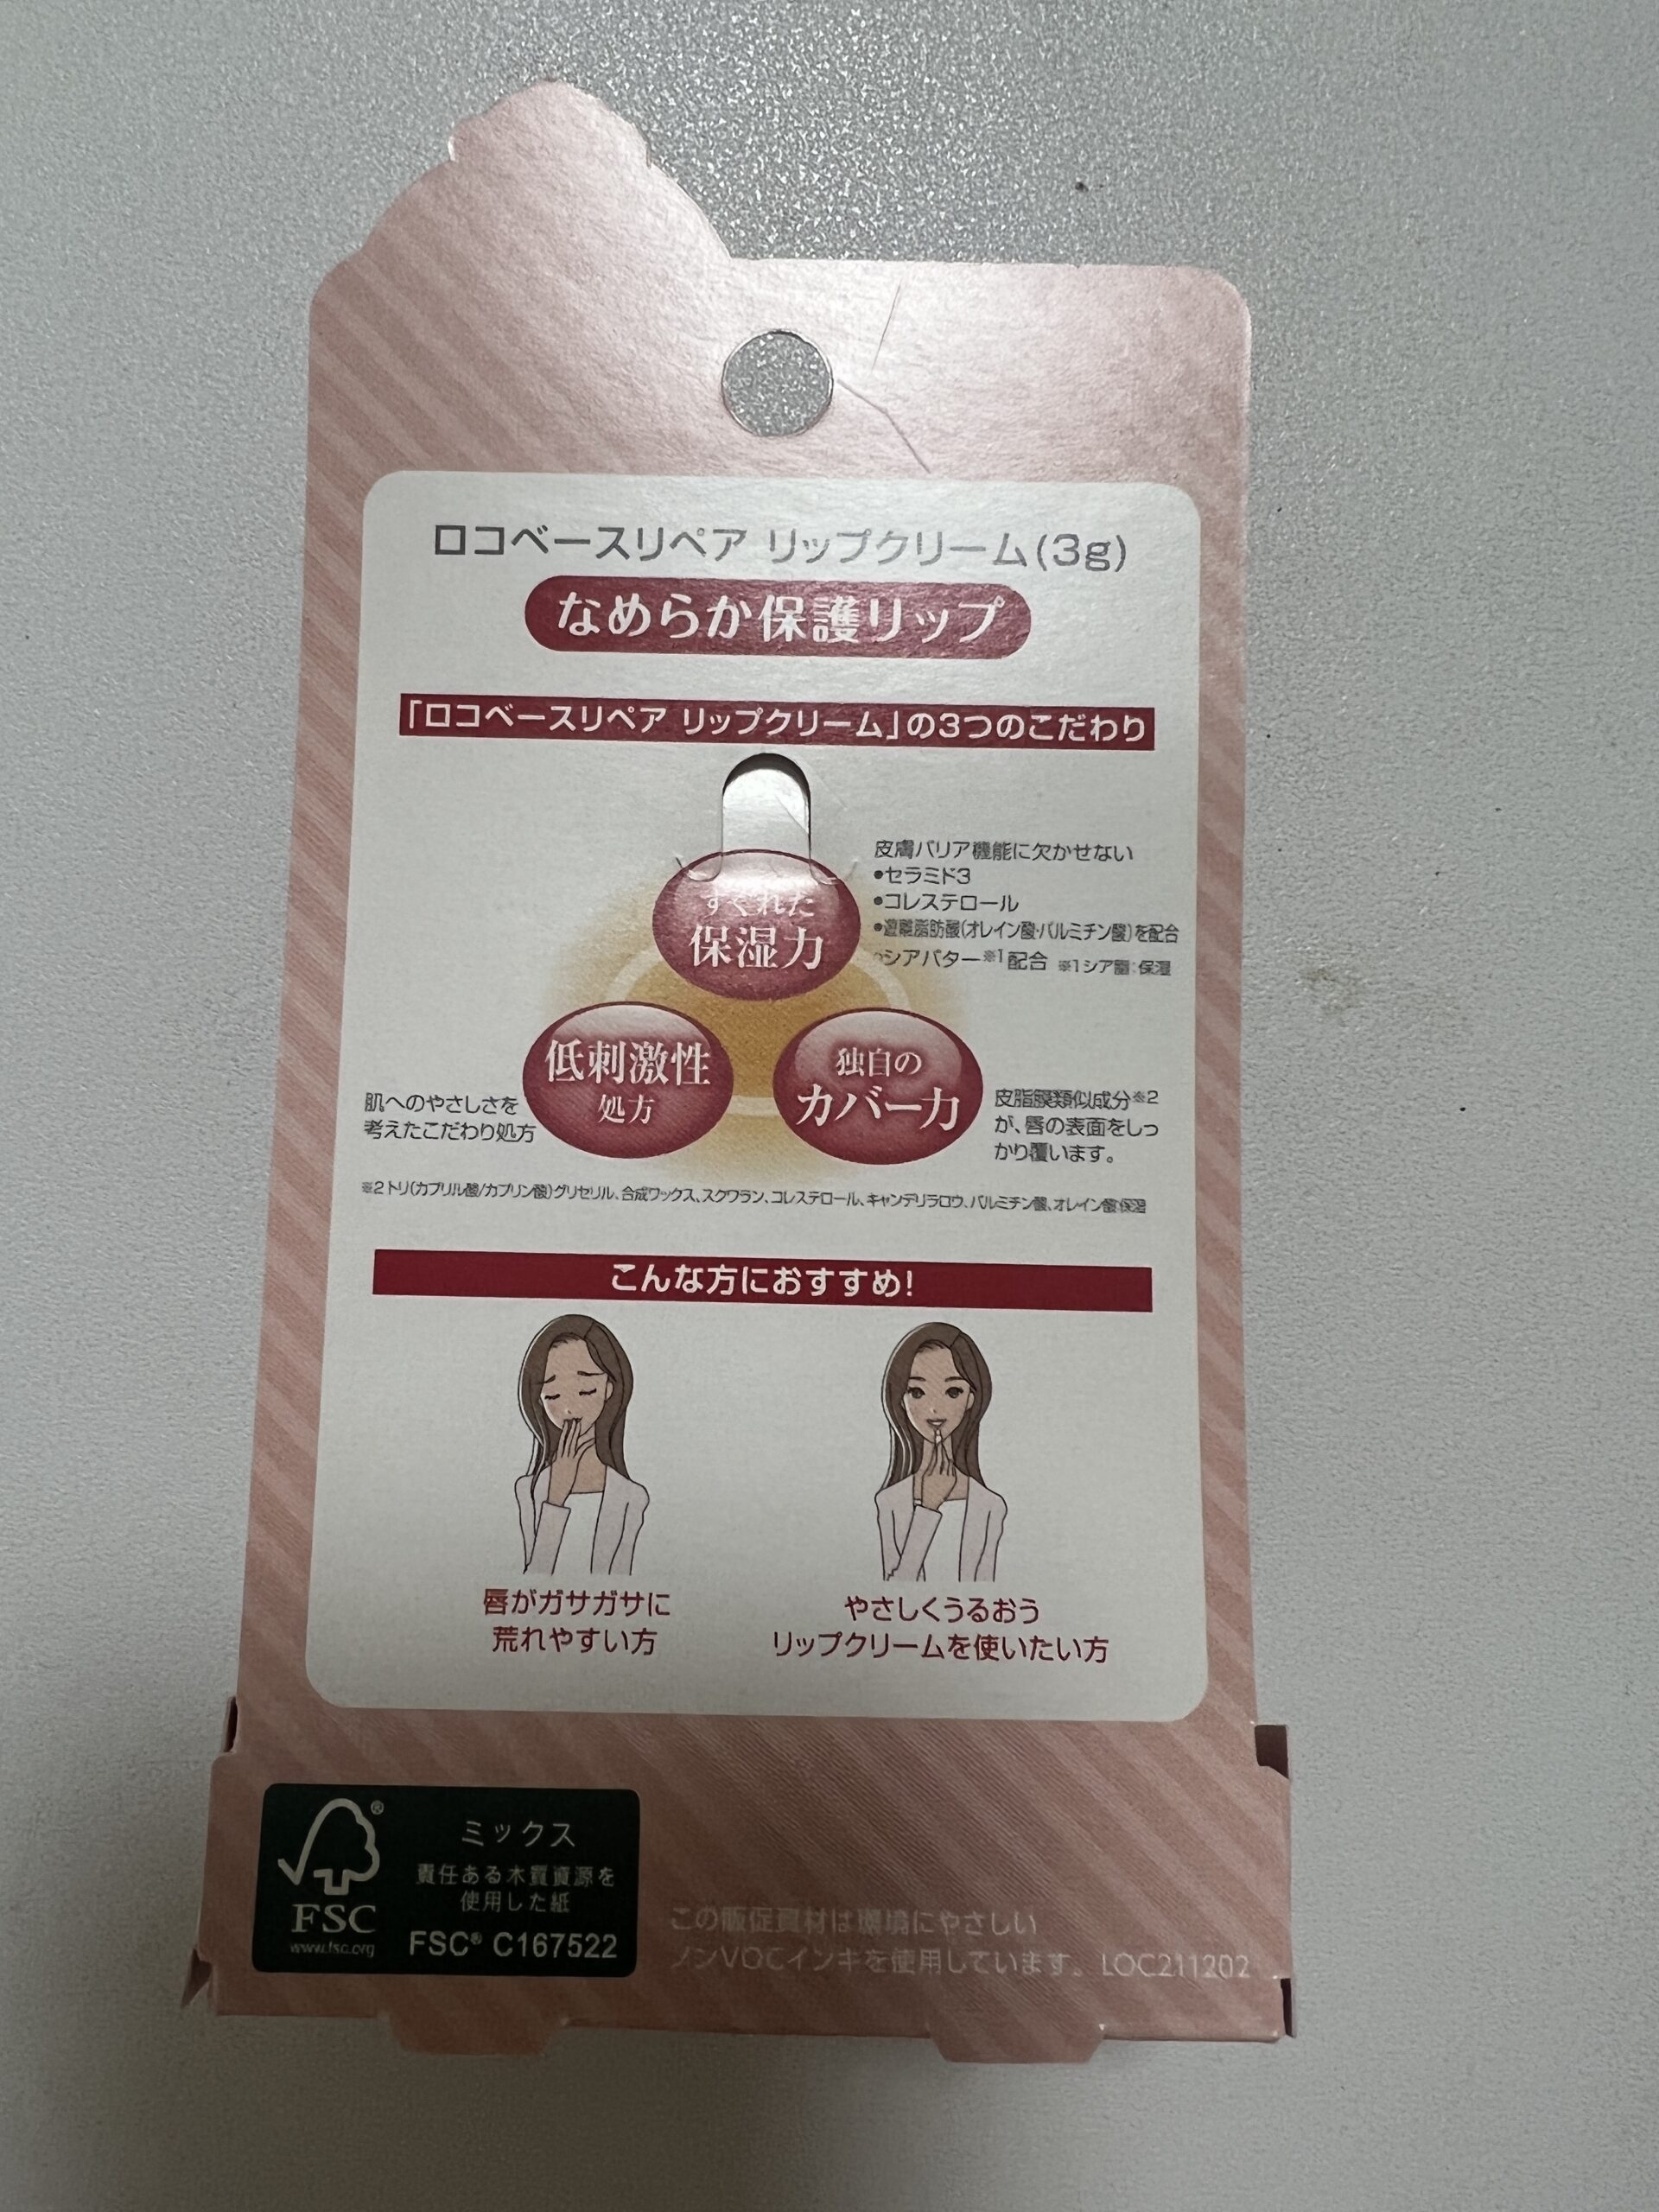 ロコベースリペア リップクリーム(3g)
なめらか保護リップ
「ロコベースリペア リップクリーム」の3つのこだわり
すぐれた
保湿力
皮膚バリア機能に欠かせない
•セラミド3
•コレステロール
•遊離脂肪酸(オレイン酸・パルミチン酸)を配合
•シアバター※1配合 ※1シア脂:保湿
低刺激性
処方
肌へのやさしさを
考えたこだわり処方
独自の
カバー力
皮脂膜類似成分※2
が、唇の表面をしっ
かり覆います。
※2トリ(カプリル酸/カプリン酸)グリセリル、合成ワックス、スクワラン、コレステロール、キャンデリラロウ、パルミチン酸、オレイン酸:保湿
こんな方におすすめ!
唇がガサガサに
荒れやすい方
やさしくうるおう
リップクリームを使いたい方
FSC®
www.fsc.org
ミックス
責任ある木質資源を
使用した紙
FSC® C167522
この販促資材は環境にやさしい
ノンVOCインキを使用しています。 LOC211202